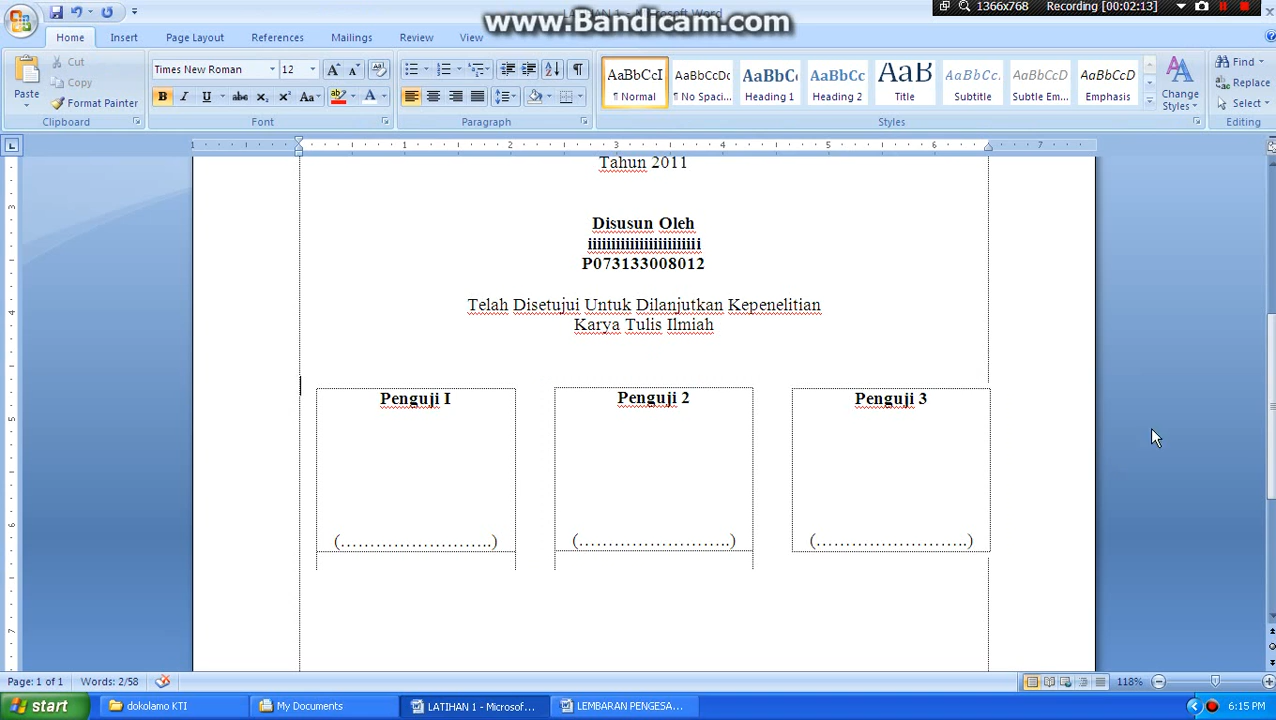 LATIHAN 1 - Microsoft Word
www.Bandicam.com
1366x768
Recording [00:02:13]
Home
Insert
Page Layout
References
Mailings
Review
View
Paste
Cut
Copy
Format Painter
Clipboard
Times New Roman
12
Font
Paragraph
AaBbCcI
¶ Normal
AaBbCcDc
¶ No Spaci...
AaBbC
Heading 1
AaBbCc
Heading 2
AaB
Title
AaBbCc.
Subtitle
AaBbCcD
Subtle Em...
AaBbCcD
Emphasis
Change
Styles
Styles
Find
Replace
Select
Editing
Tahun 2011
Disusun Oleh
P073133008012
Telah Disetujui Untuk Dilanjutkan Kepenelitian
Karya Tulis Ilmiah
Penguji I
Penguji 2
Penguji 3
(……………………..)
(……………………..)
(……………………..)
Page: 1 of 1
Words: 2/58
118%
start
dokolamo KTI
My Documents
LATIHAN 1 - Microsof...
LEMBARAN PENGESA...
6:15 PM